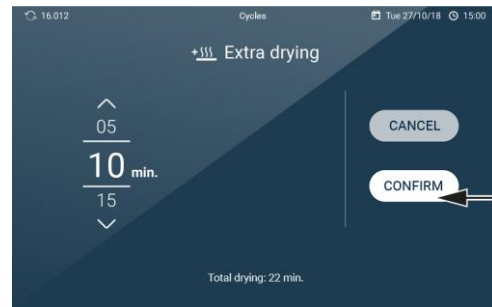 16.012 Cycles Tue 27/10/18 15:00
Extra drying
05
10 min.
15
CANCEL
CONFIRM
Total drying: 22 min.